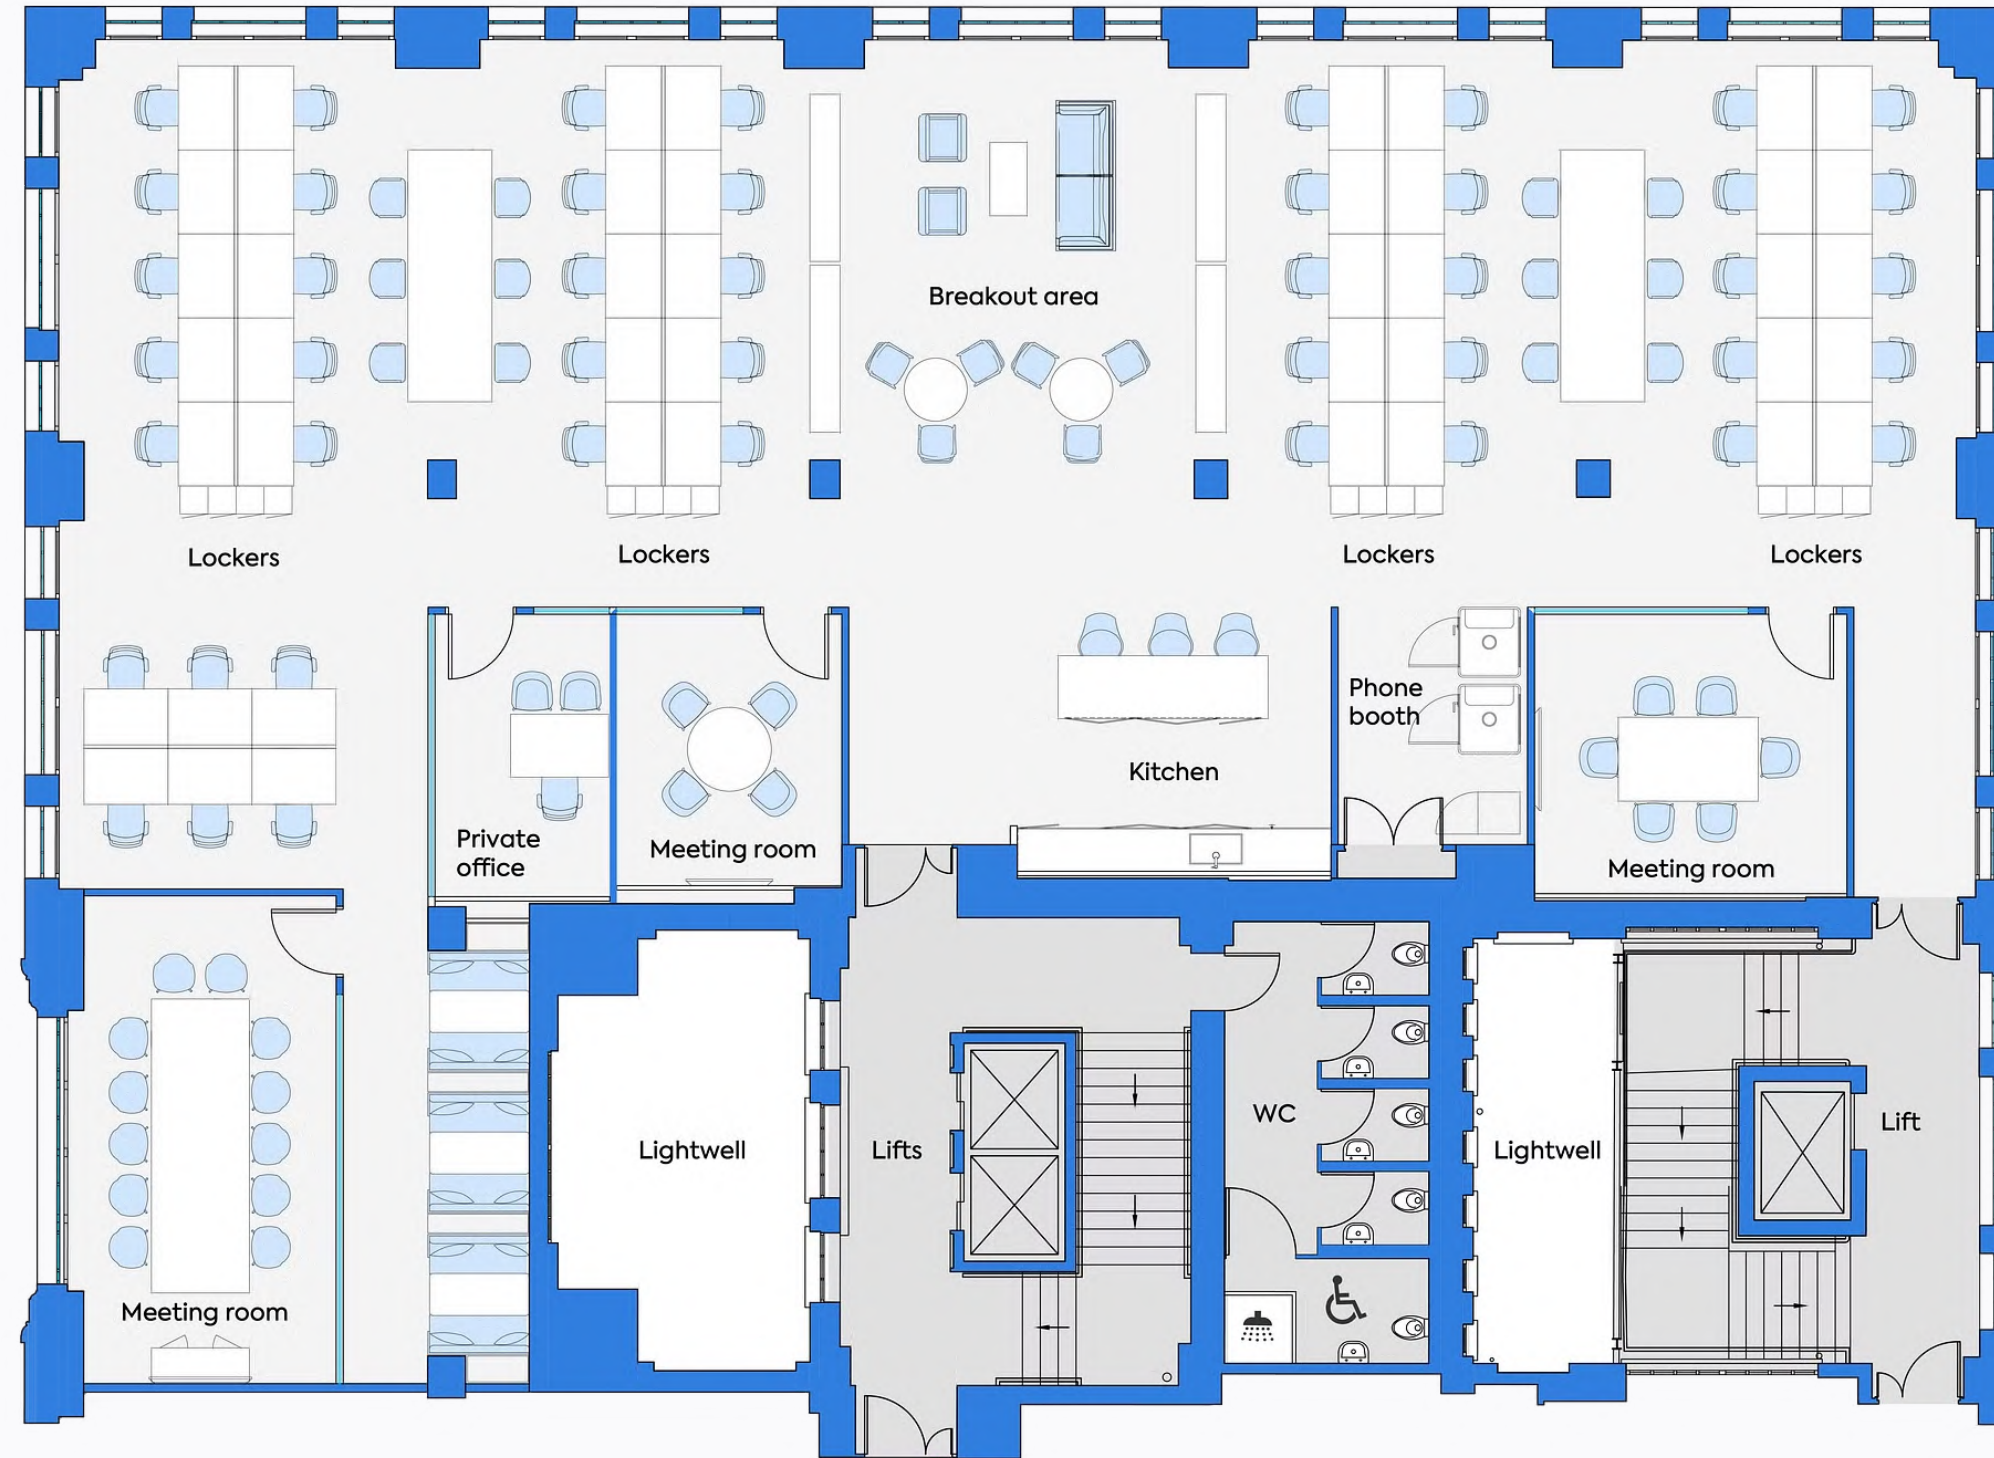 Breakout area
Lockers
Lockers
Lockers
Lockers
Phone
booth
Kitchen
Private
office
Meeting room
Meeting room
WC
Lift
Lightwell
Lifts
Lightwell
Meeting room